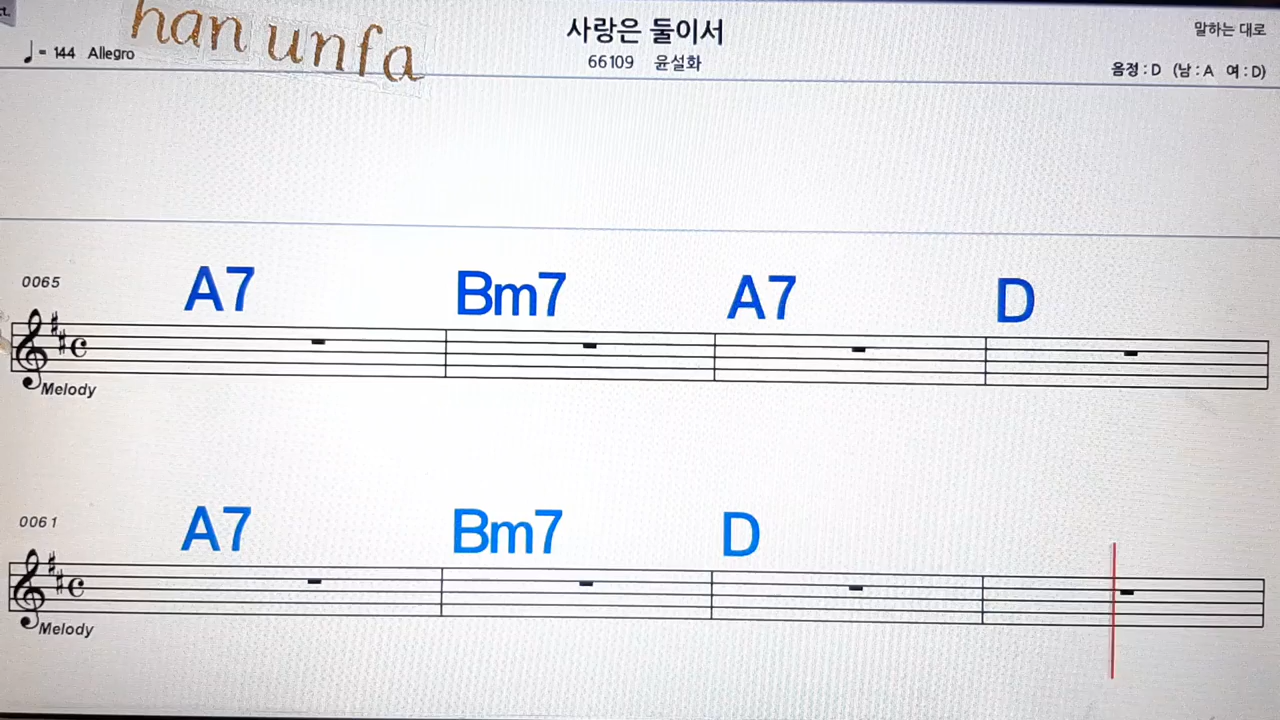 han unfa
사랑은 둘이서
말하는 대로
♩ = 144 Allegro
66109 윤설화
음정 : D (남 : A 여 : D)
0065
A7 Bm7 A7 D
Melody
0061
A7 Bm7 D
Melody